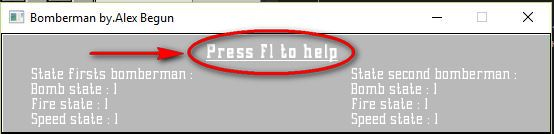 Bomberman by.Alex Begun
Press F1 to help
State firsts bomberman :
Bomb state : 1
Fire state : 1
Speed state : 1
State second bomberman :
Bomb state : 1
Fire state : 1
Speed state : 1